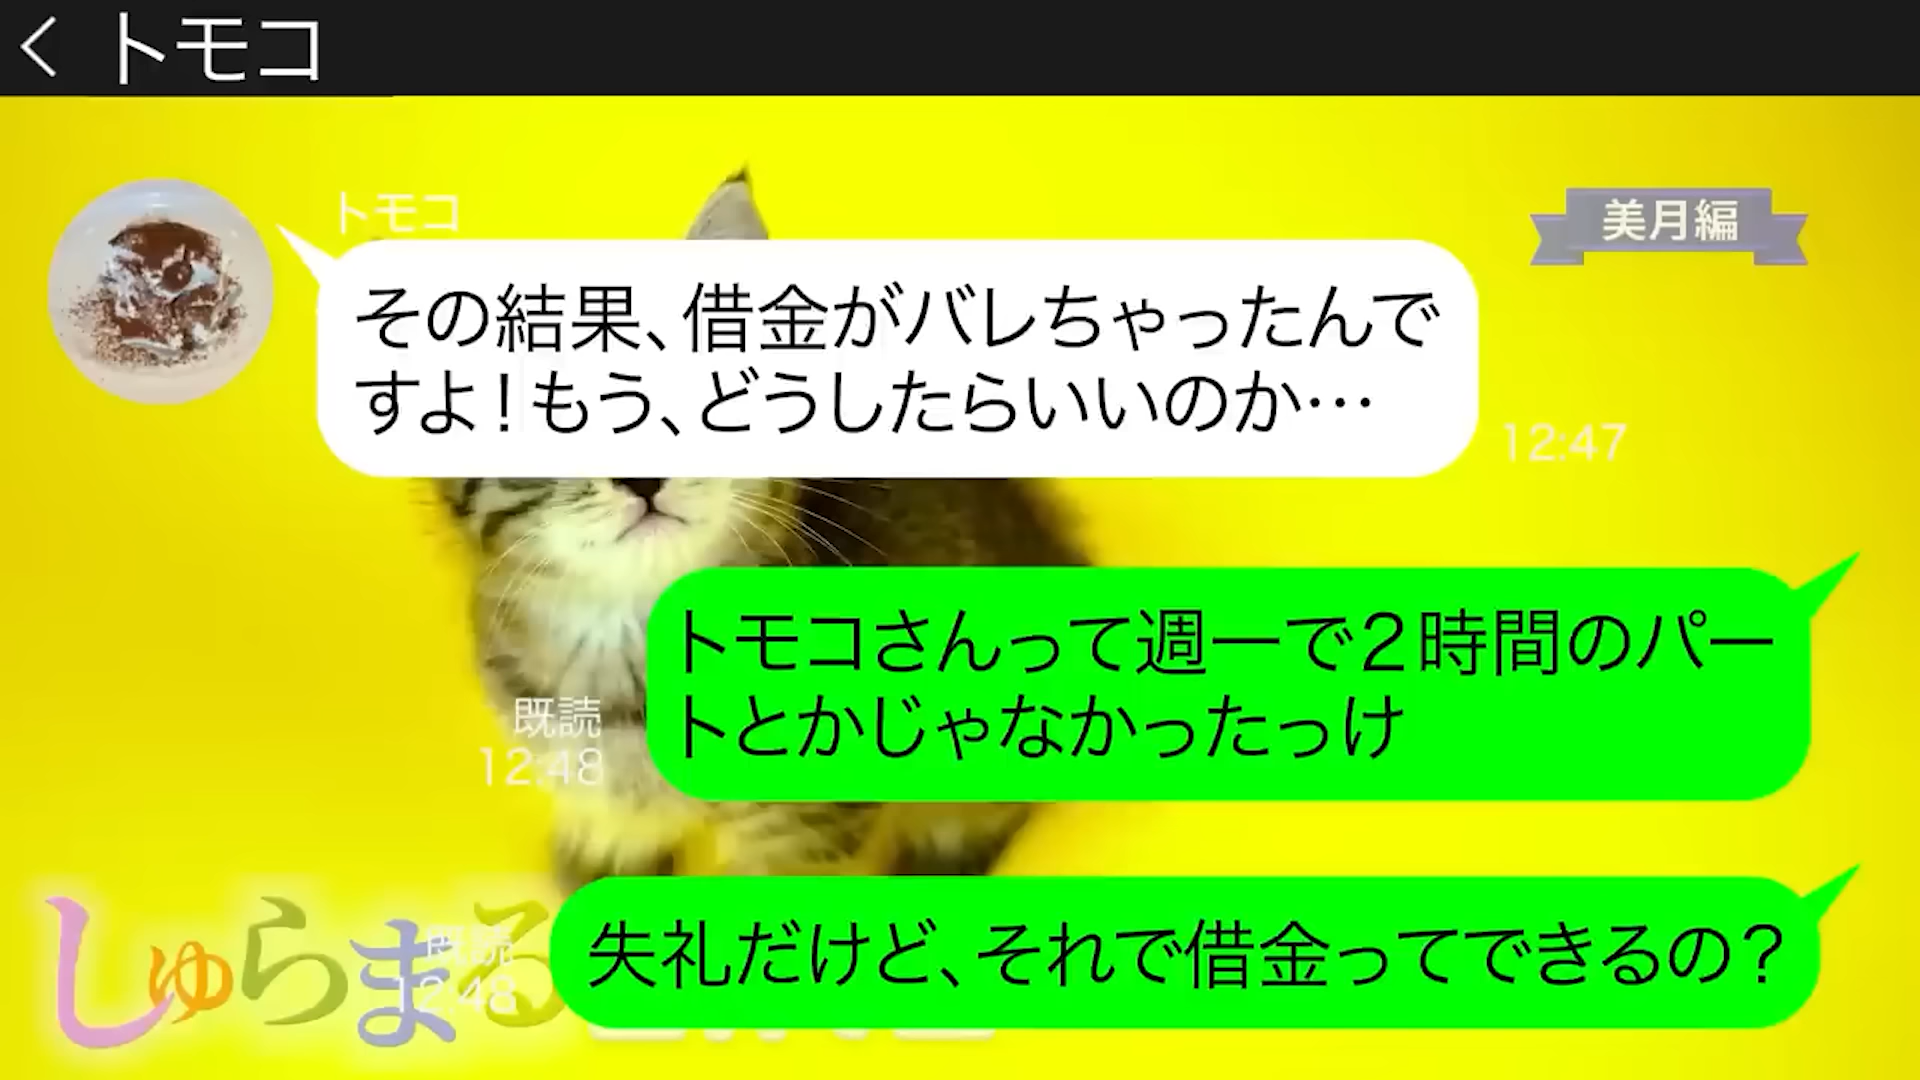 トモコ
トモコ
美月編
その結果、借金がバレちゃったんで
すよ！もう、どうしたらいいのか…
12:47
トモコさんって週一で２時間のパー
トとかじゃなかったっけ
既読
12:48
失礼だけど、それで借金ってできるの？
既読
12:48
しゅらまる